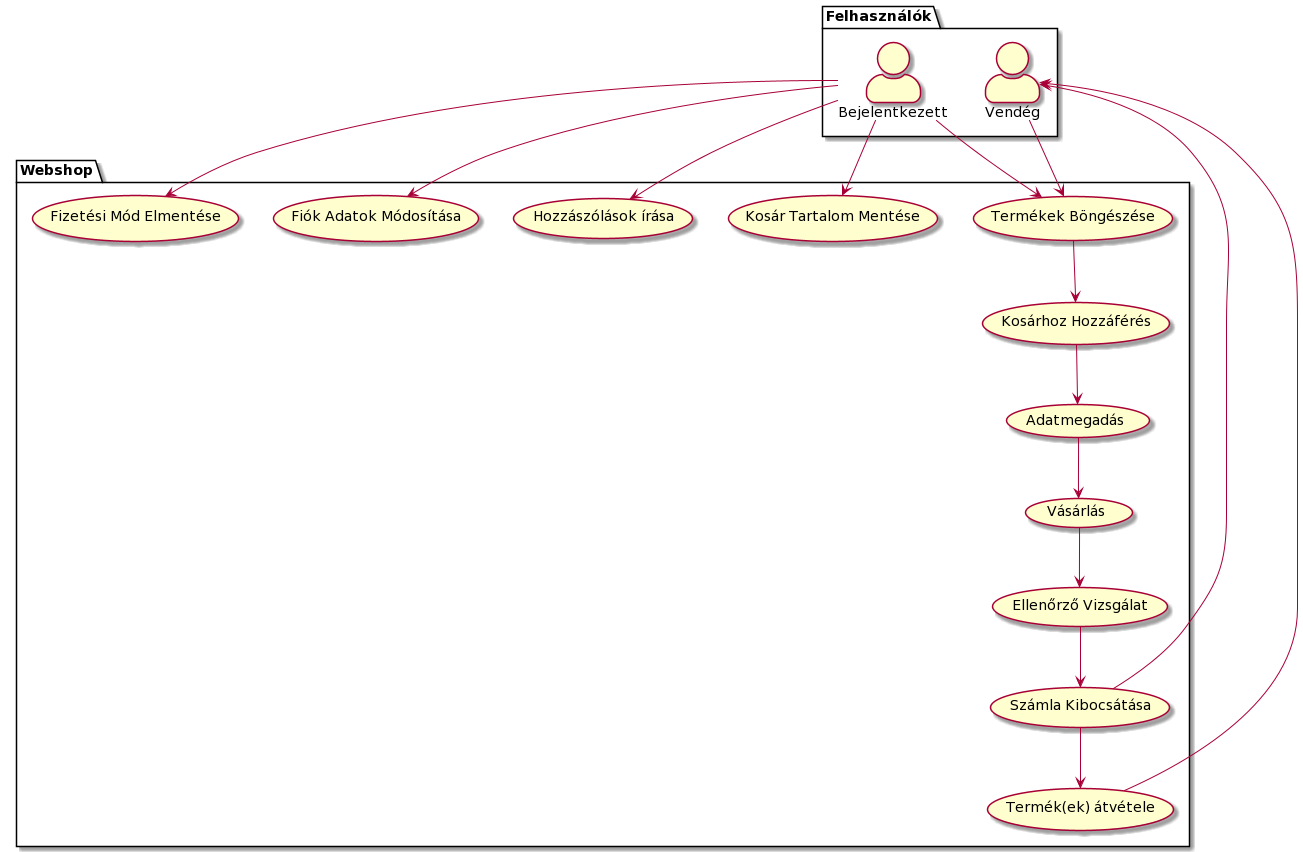 Felhasználók
Bejelentkezett
Vendég
Webshop
Fizetési Mód Elmentése
Fiók Adatok Módosítása
Hozzászólások írása
Kosár Tartalom Mentése
Termékek Böngészése
Kosárhoz Hozzáférés
Adatmegadás
Vásárlás
Ellenőrző Vizsgálat
Számla Kibocsátása
Termék(ek) átvétele